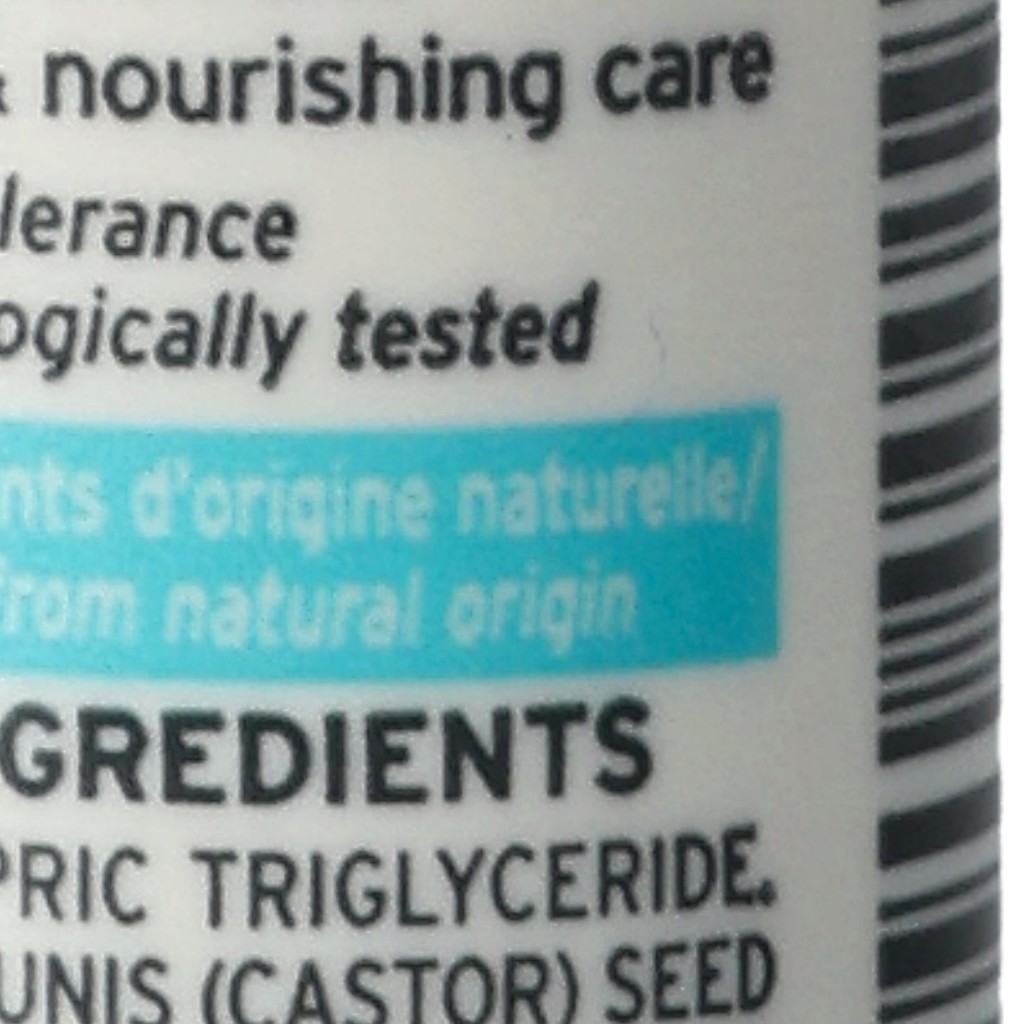 & nourishing care
lerance
ogically tested
nts d'origine naturelle/
from natural origin
GREDIENTS
PRIC TRIGLYCERIDE,
UNIS (CASTOR) SEED